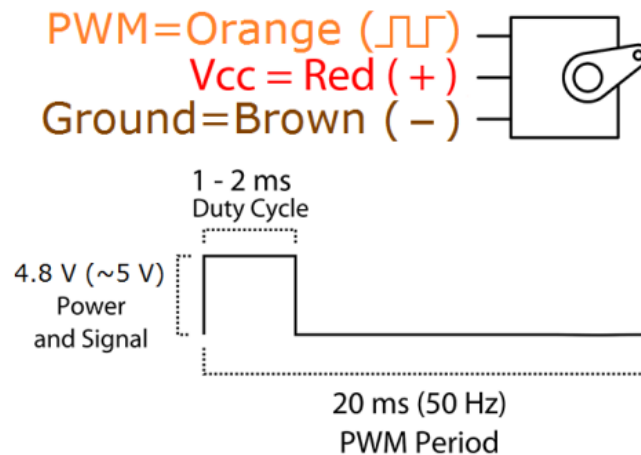 PWM=Orange (⎍⎍)
Vcc = Red ( + )
Ground=Brown ( − )
1 - 2 ms
Duty Cycle
4.8 V (~5 V)
Power
and Signal
20 ms (50 Hz)
PWM Period